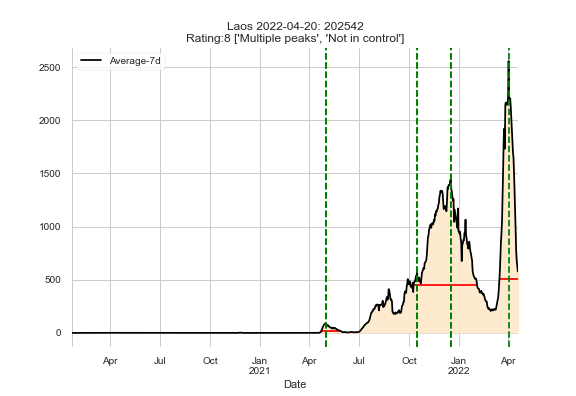 Laos 2022-04-20: 202542
Rating:8 ['Multiple peaks', 'Not in control']
Average-7d
2500
2000
1500
1000
500
0
Apr Jul Oct Jan Apr Jul Oct Jan Apr
2021 2022
Date